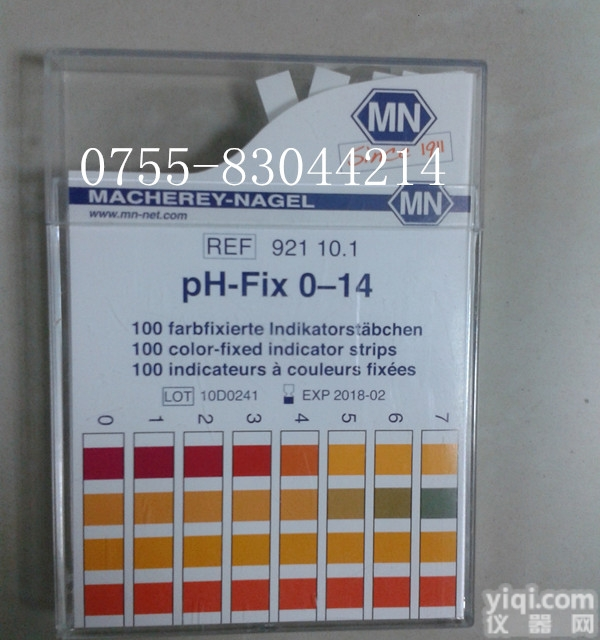 MN
Since 1911
0755-83044214
MACHEREY-NAGEL
MN
www.mn-net.com
REF 921 10.1
pH-Fix 0–14
100 farbfixierte Indikatorstäbchen
100 color-fixed indicator strips
100 indicateurs à couleurs fixées
LOT 10D0241 EXP 2018-02
0 1 2 3 4 5 6 7
yiqi.com
仪器网